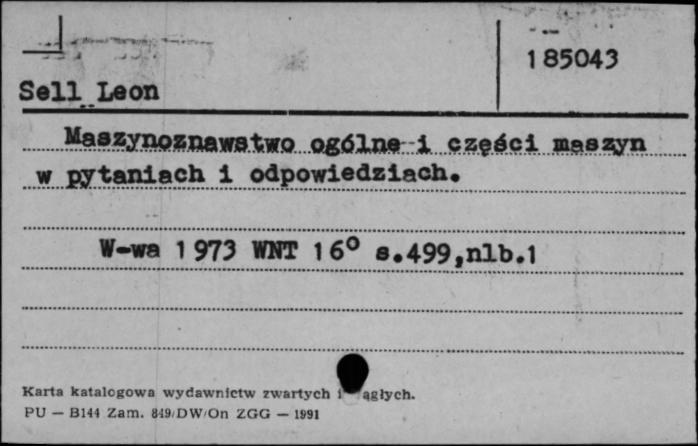 185043
Sell Leon
Maszynoznawstwo ogólne i części maszyn
w pytaniach i odpowiedziach.
W-wa 1973 WNT 16° s.499,nlb.1
Karta katalogowa wydawnictw zwartych i ągłych.
PU — B144 Zam. 849/DW/On ZGG — 1991